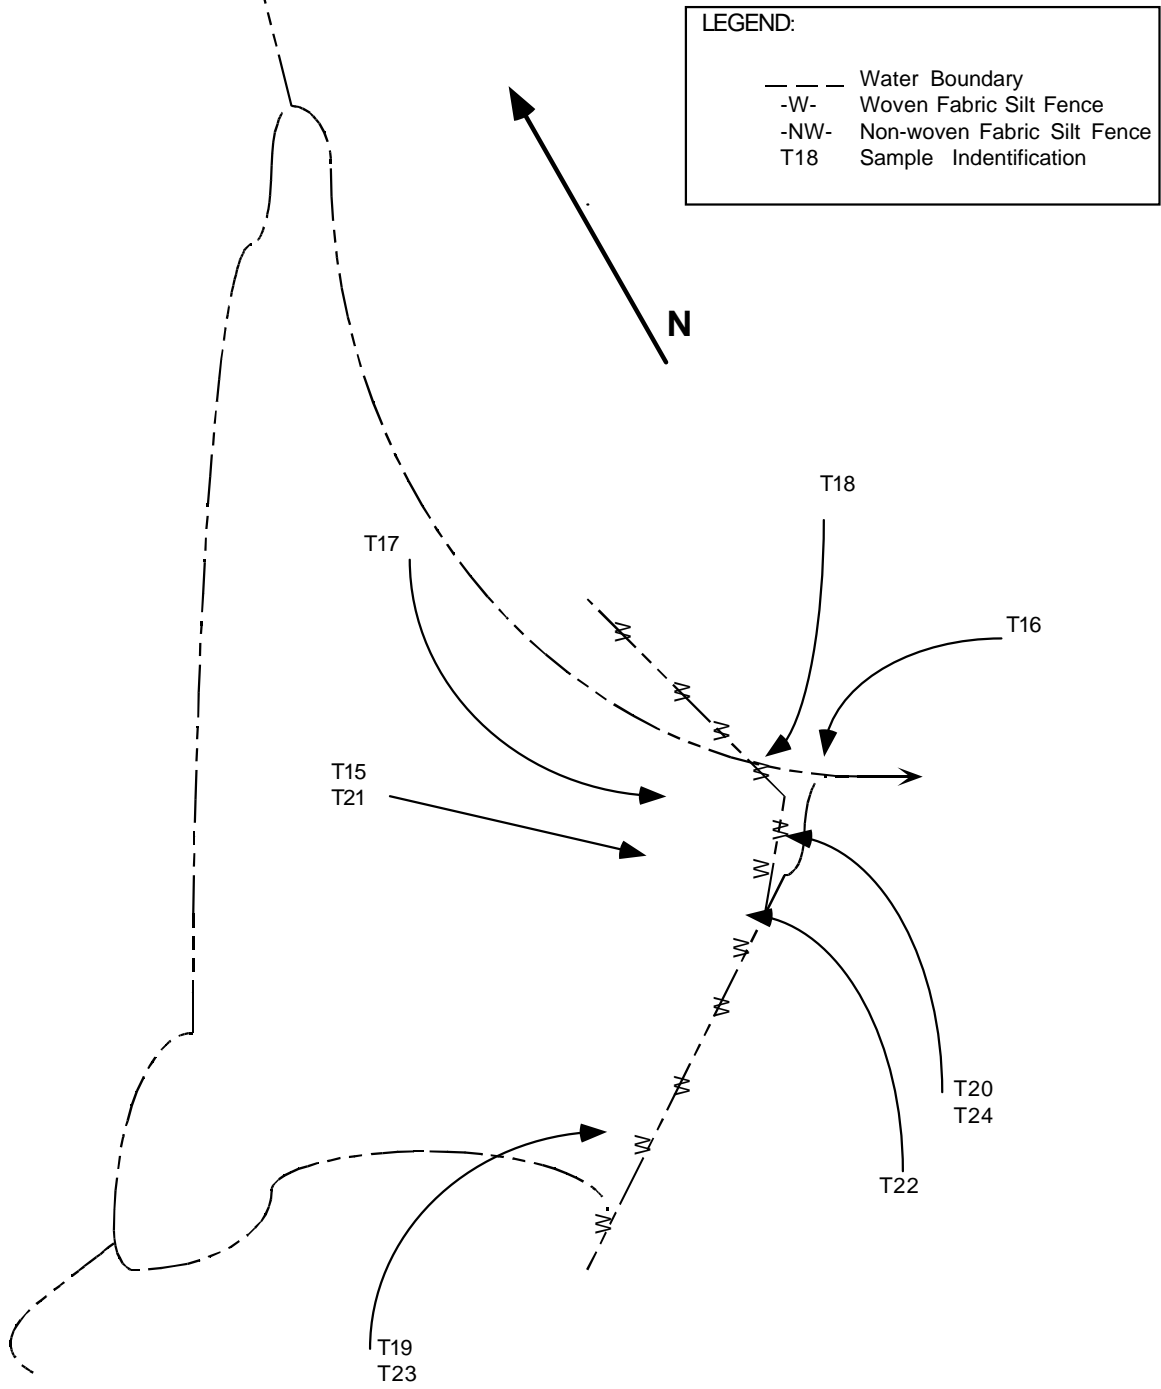 LEGEND:
Water Boundary
-W- Woven Fabric Silt Fence
-NW- Non-woven Fabric Silt Fence
T18 Sample Indentification
N
T18
T17
T16
W
W
W
T15
T21
W
W
W
W
W
W
T20
T24
W
T22
W
T19
T23